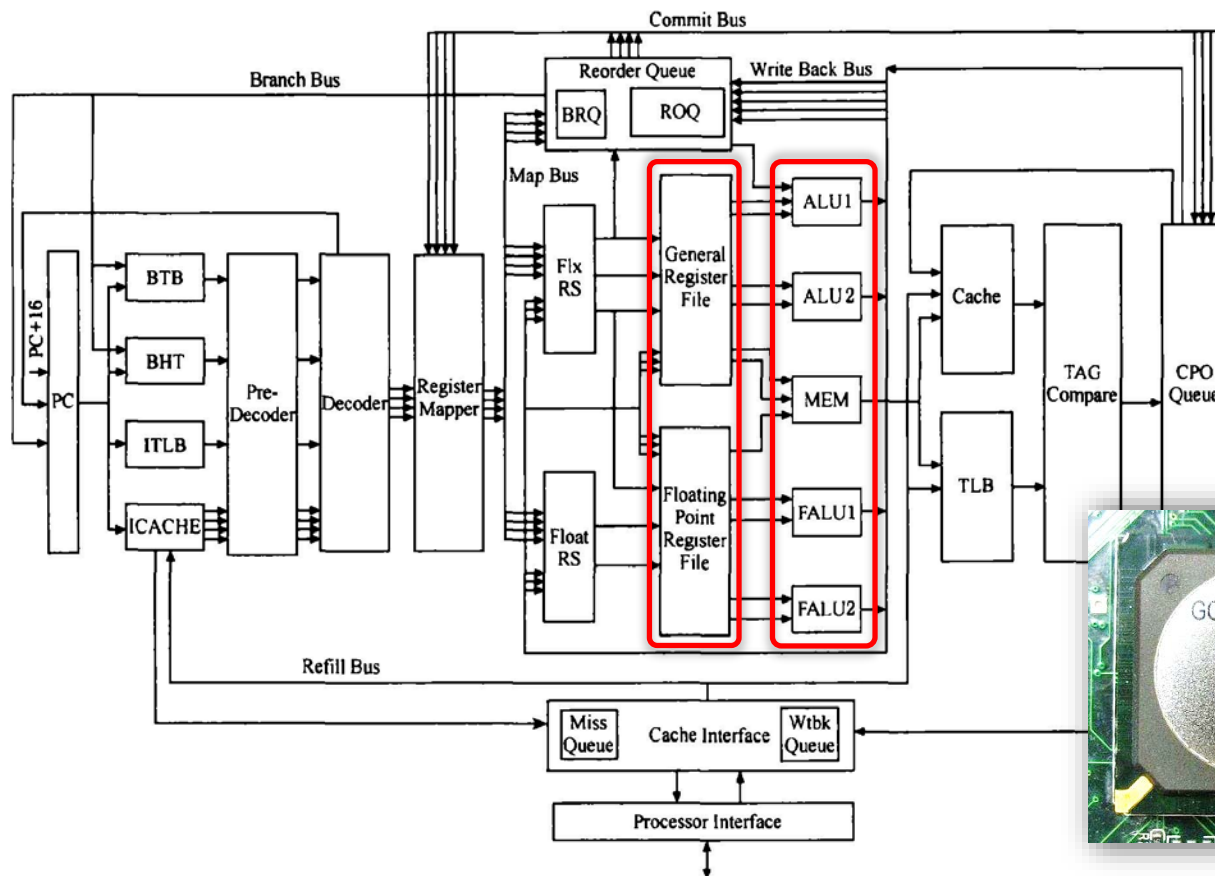 Commit Bus
Reorder Queue
Write Back Bus
Branch Bus
BRQ
ROQ
Map Bus
ALU1
General
Register
File
Fix
RS
BTB
ALU2
Cache
PC+16
BHT
PC
Pre-
Decoder
Decoder
Register
Mapper
MEM
TAG
Compare
CPO
Queue
ITLB
Floating
Point
Register
File
FALU1
TLB
ICACHE
Float
RS
FALU2
Refill Bus
Miss
Queue
Cache Interface
Wtbk
Queue
Processor Interface